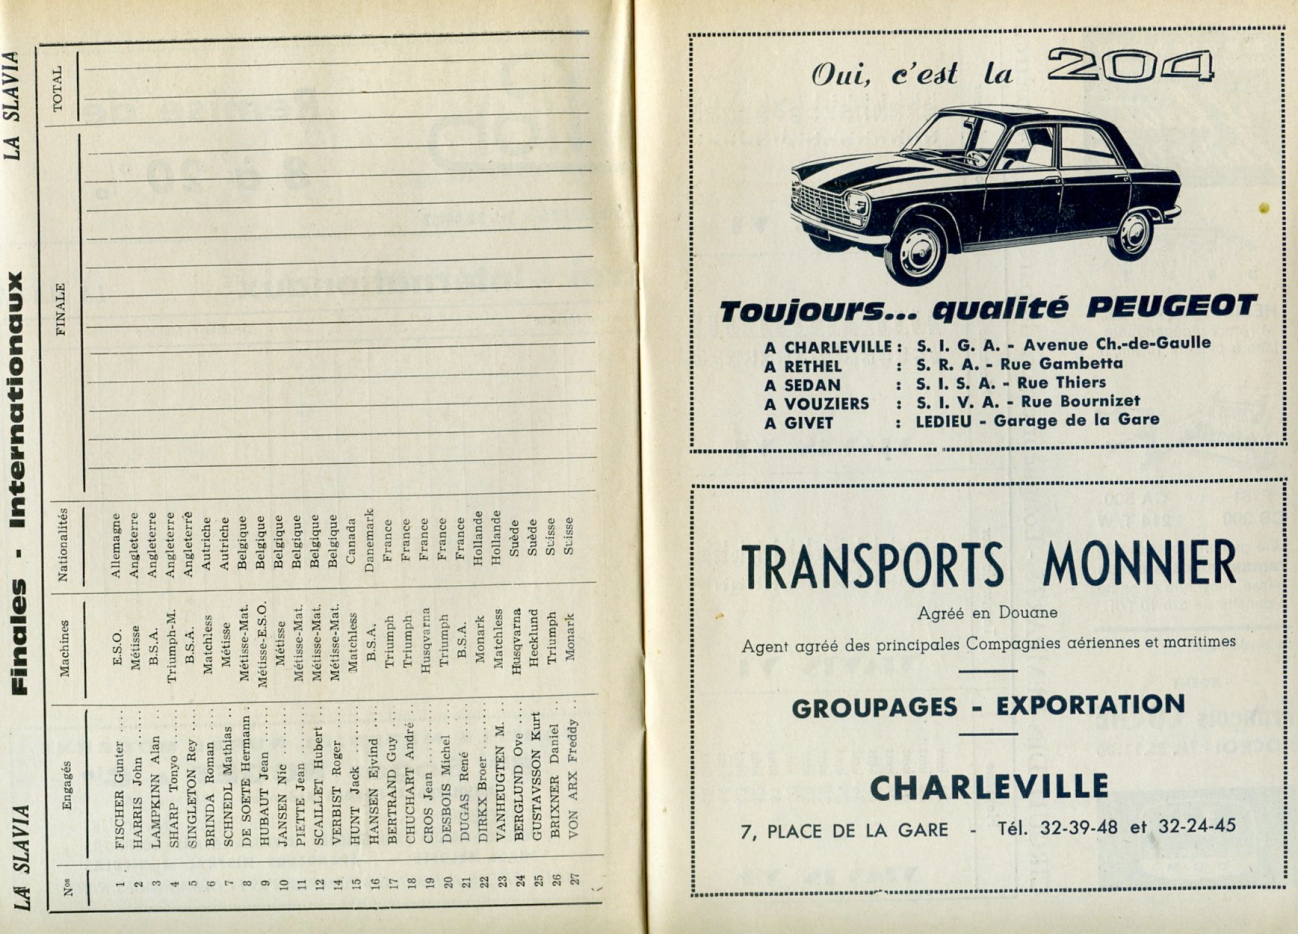 LA SLAVIA Finales - Internationaux LA SLAVIA
Nos Engagés Machines Nationalités FINALE TOTAL
1 FISCHER Gunter .... E.S.O. Allemagne
2 HARRIS John ..... Métisse Angleterre
3 LAMPKINN Alan ... B.S.A. Angleterre
4 SHARP Tonyo ..... Triumph-M. Angleterre
5 SINGLETON Rey ... B.S.A. Angleterrè
6 BRINDA Roman .... Matchless Autriche
7 SCHNEDL Mathias .. Métisse Autriche
8 DE SOETE Hermann . Métisse-Mat. Belgique
9 HUBAUT Jean ..... Métisse-E.S.O. Belgique
10 JANSEN Nic ....... Métisse Belgique
11 PIETTE Jean ...... Métisse-Mat. Belgique
12 SCAILLET Hubert .. Métisse-Mat. Belgique
14 VERBIST Roger .... Métisse-Mat. Belgique
15 HUNT Jack ........ Matchless Canada
16 HANSEN Ejvind .... B.S.A. Danemark
17 BERTRAND Guy .... Triumph France
18 CHUCHART André .. Triumph France
19 CROS Jean ........ Husqvarna France
20 DESBOIS Michel ... Triumph France
21 DUGAS René ...... B.S.A. France
22 DIRKX Broer ....... Monark Hollande
23 VANHEUGTEN M. .. Matchless Hollande
24 BERGLUND Ove .... Husqvarna Suède
25 GUSTAVSSON Kurt Hecklund Suède
26 BRIXNER Daniel .. Triumph Suisse
27 VON ARX Freddy .. Monark Suisse
Oui, c'est la 204
Toujours... qualité PEUGEOT
A CHARLEVILLE : S. I. G. A. - Avenue Ch.-de-Gaulle
A RETHEL : S. R. A. - Rue Gambetta
A SEDAN : S. I. S. A. - Rue Thiers
A VOUZIERS : S. I. V. A. - Rue Bournizet
A GIVET : LEDIEU - Garage de la Gare
TRANSPORTS MONNIER
Agréé en Douane
Agent agréé des principales Compagnies aériennes et maritimes
GROUPAGES - EXPORTATION
CHARLEVILLE
7, PLACE DE LA GARE - Tél. 32-39-48 et 32-24-45